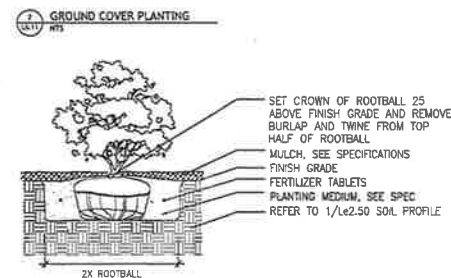 7
GROUND COVER PLANTING
NTS
SET CROWN OF ROOTBALL 25
ABOVE FINISH GRADE AND REMOVE
BURLAP AND TWINE FROM TOP
HALF OF ROOTBALL
MULCH, SEE SPECIFICATIONS
FINISH GRADE
FERTILIZER TABLETS
PLANTING MEDIUM, SEE SPEC
REFER TO 1/Le2.50 SOIL PROFILE
2X ROOTBALL